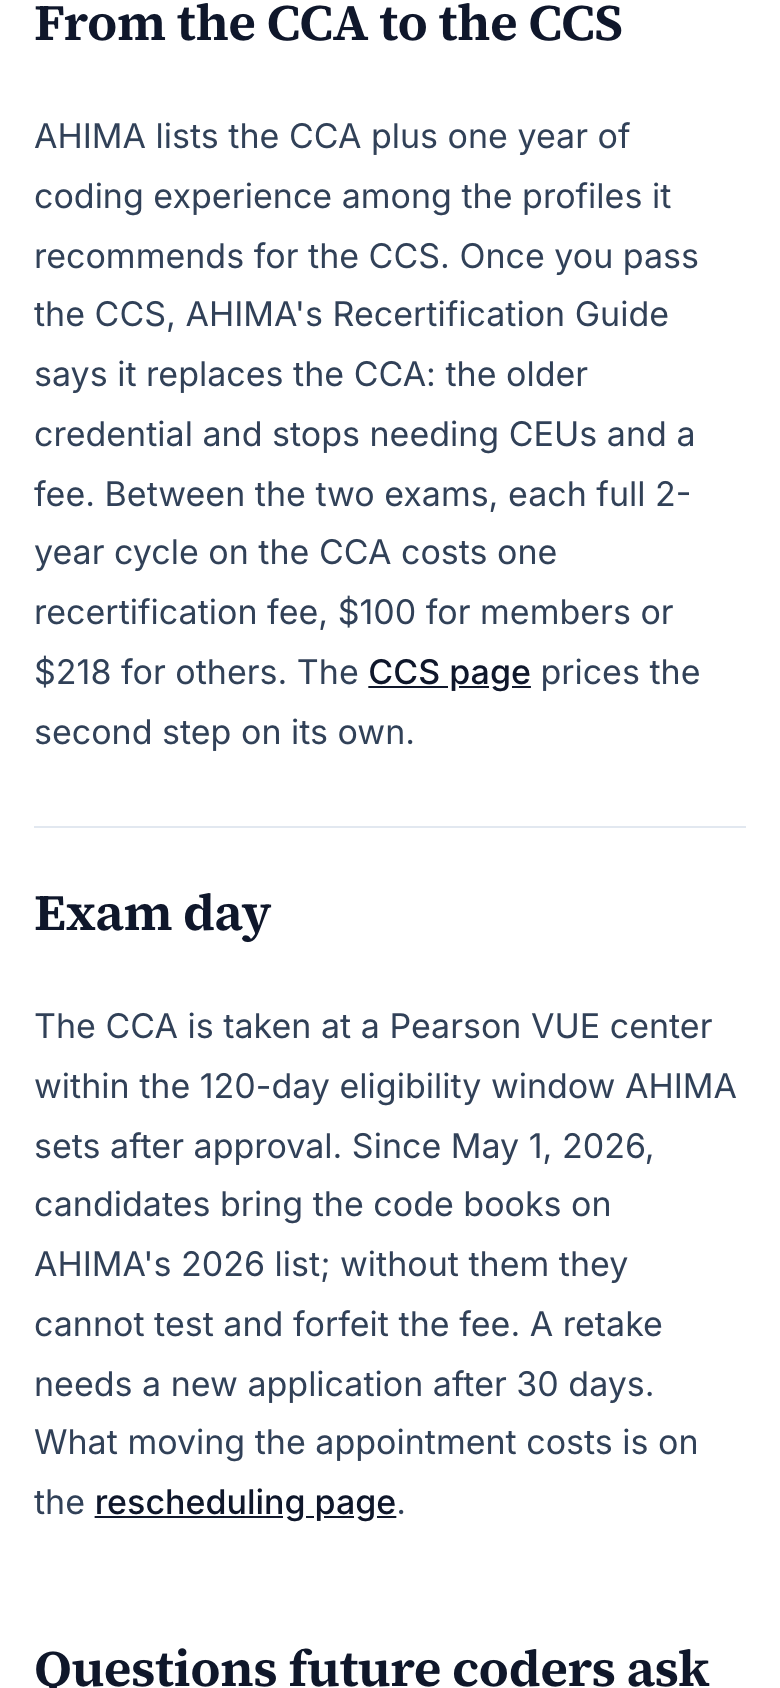 From the CCA to the CCS
AHIMA lists the CCA plus one year of
coding experience among the profiles it
recommends for the CCS. Once you pass
the CCS, AHIMA's Recertification Guide
says it replaces the CCA: the older
credential and stops needing CEUs and a
fee. Between the two exams, each full 2-
year cycle on the CCA costs one
recertification fee, $100 for members or
$218 for others. The CCS page prices the
second step on its own.
Exam day
The CCA is taken at a Pearson VUE center
within the 120-day eligibility window AHIMA
sets after approval. Since May 1, 2026,
candidates bring the code books on
AHIMA's 2026 list; without them they
cannot test and forfeit the fee. A retake
needs a new application after 30 days.
What moving the appointment costs is on
the rescheduling page.
Questions future coders ask